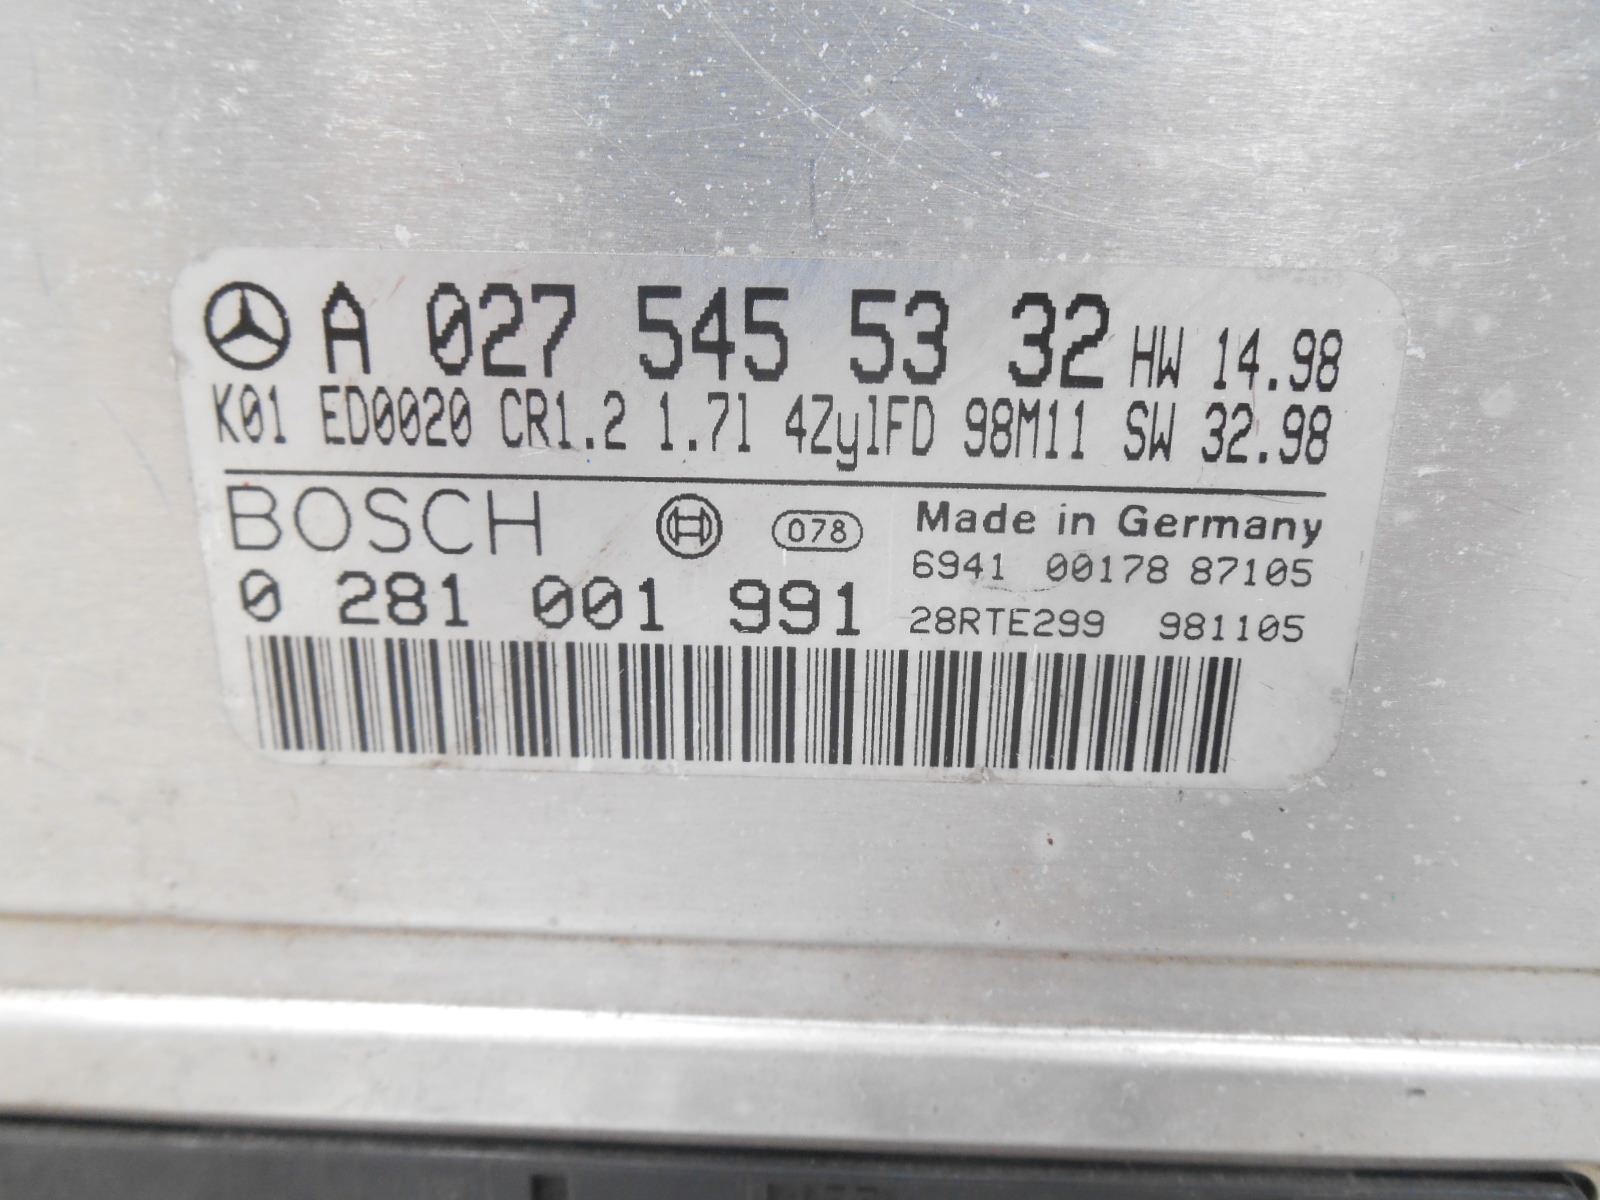 A 027 545 53 32 HW 14.98
K01 ED0020 CR1.2 1.7l 4ZylFD 98M11 SW 32.98
BOSCH 078 Made in Germany
6941 00178 87105
0 281 001 991
28RTE299 981105